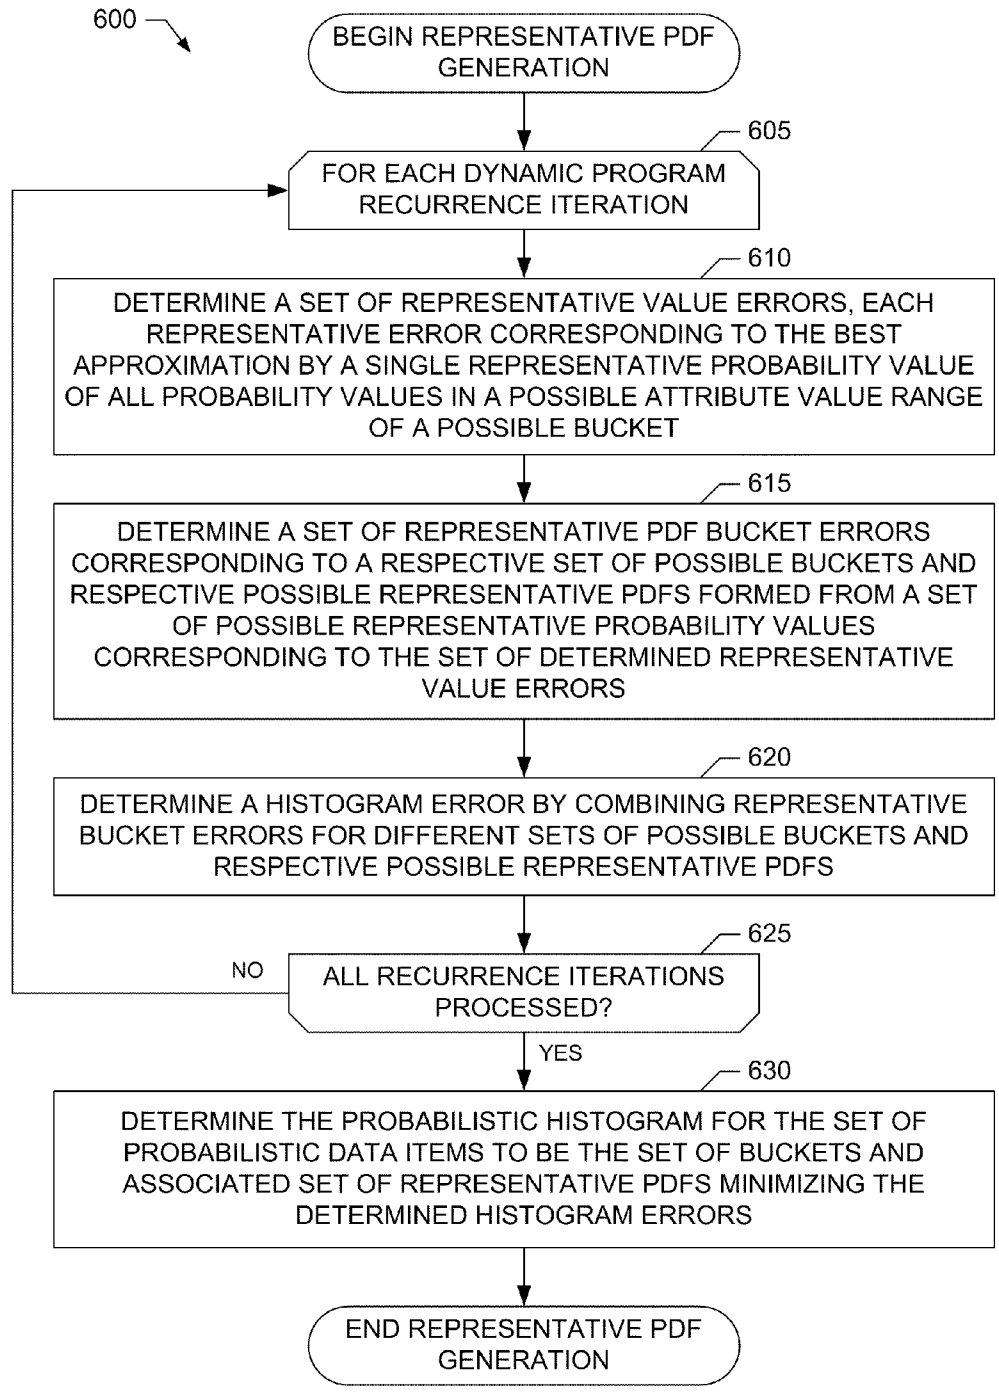 600
BEGIN REPRESENTATIVE PDF
GENERATION
605
FOR EACH DYNAMIC PROGRAM
RECURRENCE ITERATION
610
DETERMINE A SET OF REPRESENTATIVE VALUE ERRORS, EACH
REPRESENTATIVE ERROR CORRESPONDING TO THE BEST
APPROXIMATION BY A SINGLE REPRESENTATIVE PROBABILITY VALUE
OF ALL PROBABILITY VALUES IN A POSSIBLE ATTRIBUTE VALUE RANGE
OF A POSSIBLE BUCKET
615
DETERMINE A SET OF REPRESENTATIVE PDF BUCKET ERRORS
CORRESPONDING TO A RESPECTIVE SET OF POSSIBLE BUCKETS AND
RESPECTIVE POSSIBLE REPRESENTATIVE PDFS FORMED FROM A SET
OF POSSIBLE REPRESENTATIVE PROBABILITY VALUES
CORRESPONDING TO THE SET OF DETERMINED REPRESENTATIVE
VALUE ERRORS
620
DETERMINE A HISTOGRAM ERROR BY COMBINING REPRESENTATIVE
BUCKET ERRORS FOR DIFFERENT SETS OF POSSIBLE BUCKETS AND
RESPECTIVE POSSIBLE REPRESENTATIVE PDFS
625
NO
ALL RECURRENCE ITERATIONS
PROCESSED?
YES
630
DETERMINE THE PROBABILISTIC HISTOGRAM FOR THE SET OF
PROBABILISTIC DATA ITEMS TO BE THE SET OF BUCKETS AND
ASSOCIATED SET OF REPRESENTATIVE PDFS MINIMIZING THE
DETERMINED HISTOGRAM ERRORS
END REPRESENTATIVE PDF
GENERATION